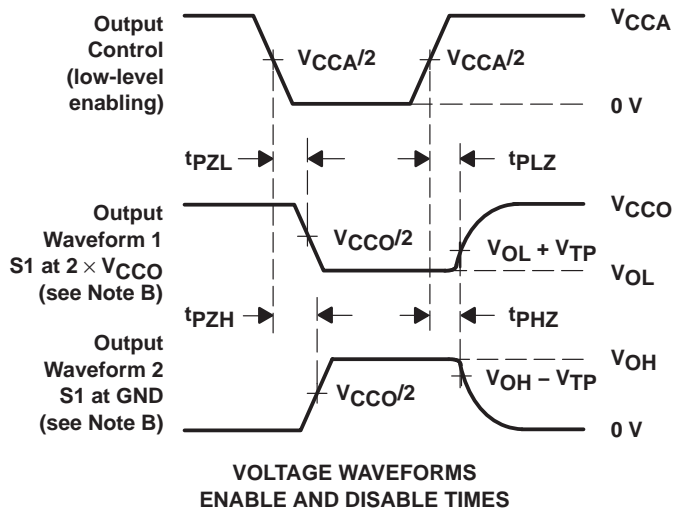 Output
Control
(low-level
enabling)
VCCA/2
VCCA/2
VCCA
0 V
tPZL
tPLZ
Output
Waveform 1
S1 at 2 × VCCO
(see Note B)
VCCO/2
VCCO
VOL + VTP
VOL
tPZH
tPHZ
Output
Waveform 2
S1 at GND
(see Note B)
VCCO/2
VOH
VOH − VTP
0 V
VOLTAGE WAVEFORMS
ENABLE AND DISABLE TIMES